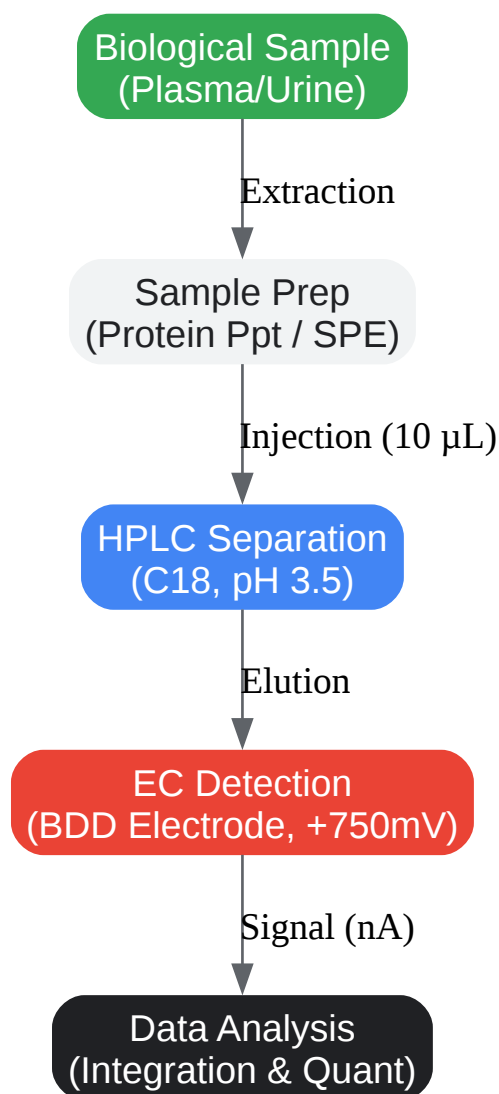 Biological Sample
(Plasma/Urine)
Extraction
Sample Prep
(Protein Ppt / SPE)
Injection (10 µL)
HPLC Separation
(C18, pH 3.5)
Elution
EC Detection
(BDD Electrode, +750mV)
Signal (nA)
Data Analysis
(Integration & Quant)